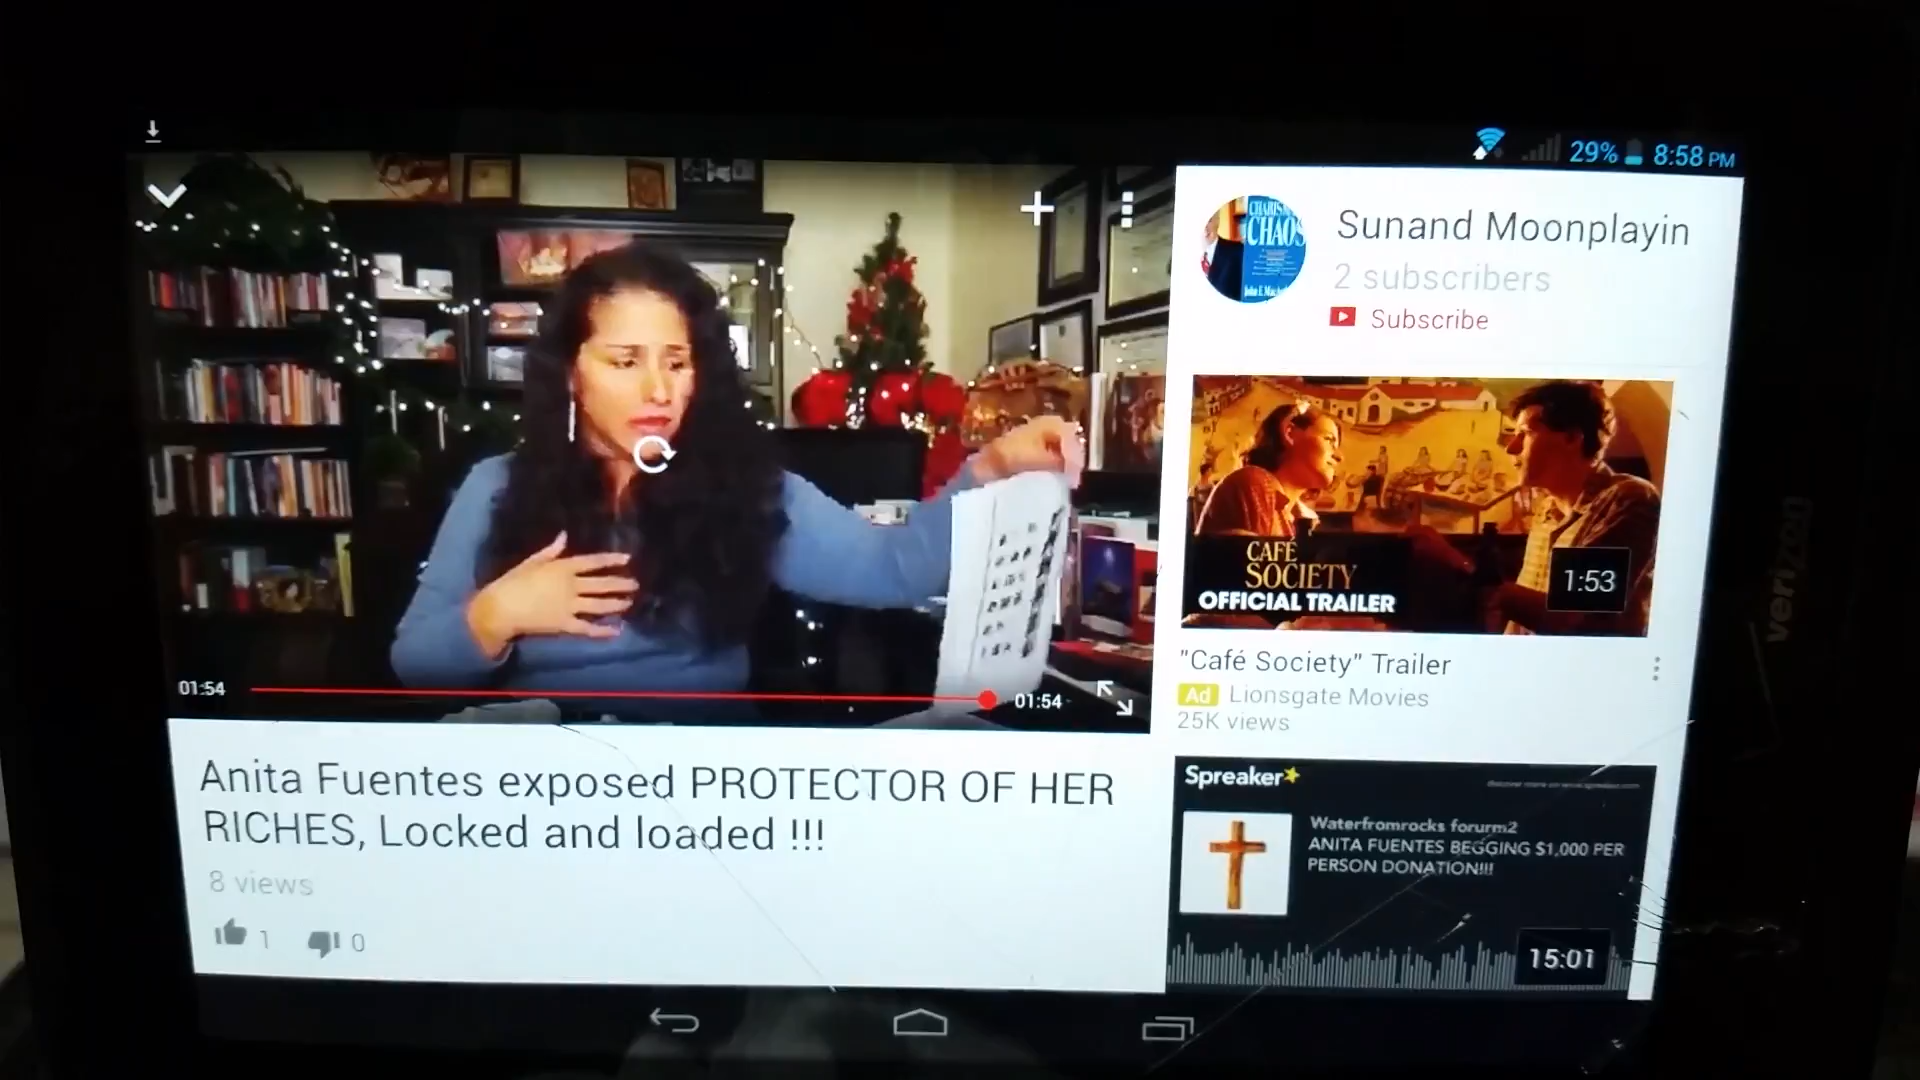 29% 8:58 PM
CHAOS
Sunand Moonplayin
2 subscribers
Subscribe
01:54
01:54
CAFÉ
SOCIETY
OFFICIAL TRAILER
1:53
"Café Society" Trailer
Ad Lionsgate Movies
25K views
Anita Fuentes exposed PROTECTOR OF HER
RICHES, Locked and loaded !!!
8 views
1 0
Spreaker
Waterfromrocks forurm2
ANITA FUENTES BEGGING $1,000 PER
PERSON DONATION!!!
15:01
verizon